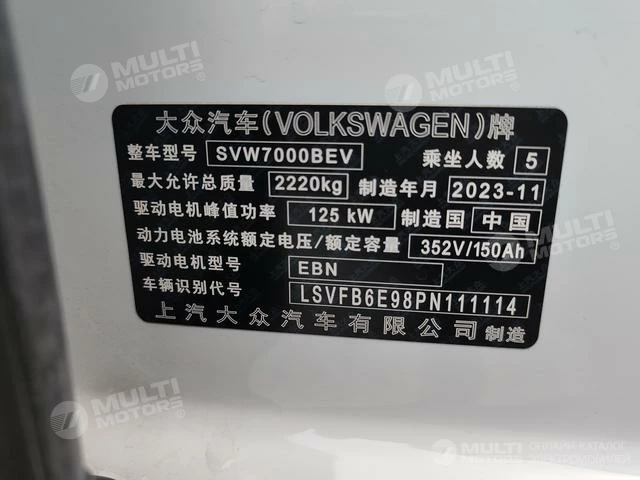 MULTI MOTORS®
MULTI MOTORS®
大众汽车(VOLKSWAGEN)牌
整车型号 SVW7000BEV 乘坐人数 5
最大允许总质量 2220kg 制造年月 2023-11
驱动电机峰值功率 125 kW 制造国 中国
动力电池系统额定电压/额定容量 352V/150Ah
驱动电机型号 EBN
车辆识别代号 LSVFB6E98PN111114
上汽大众汽车有限公司 制造
MULTI MOTORS®
MULTI MOTORS
ОНЛАЙН-КАТАЛОГ
ЭЛЕКТРОМОБИЛЕЙ